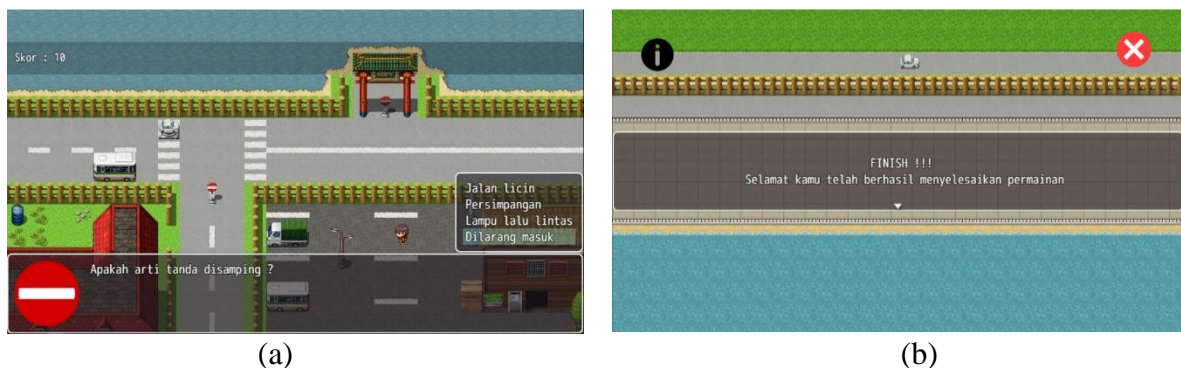 Skor : 10
Jalan licin
Persimpangan
Lampu lalu lintas
Dilarang masuk
Apakah arti tanda disamping ?
(a)
i
FINISH !!!
Selamat kamu telah berhasil menyelesaikan permainan
(b)